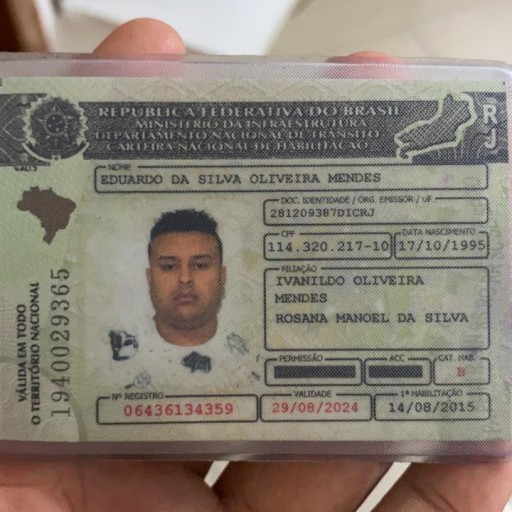 REPÚBLICA FEDERATIVA DO BRASIL
MINISTÉRIO DA INFRAESTRUTURA
DEPARTAMENTO NACIONAL DE TRÂNSITO
CARTEIRA NACIONAL DE HABILITAÇÃO
RJ
NOME
EDUARDO DA SILVA OLIVEIRA MENDES
DOC. IDENTIDADE / ÓRG. EMISSOR / UF
281209387DICRJ
CPF
114.320.217-10
DATA NASCIMENTO
17/10/1995
FILIAÇÃO
IVANILDO OLIVEIRA
MENDES
ROSANA MANOEL DA SILVA
PERMISSÃO
ACC
CAT. HAB.
B
Nº REGISTRO
06436134359
VALIDADE
29/08/2024
1ª HABILITAÇÃO
14/08/2015
VÁLIDA EM TODO
O TERRITÓRIO NACIONAL
1940029365